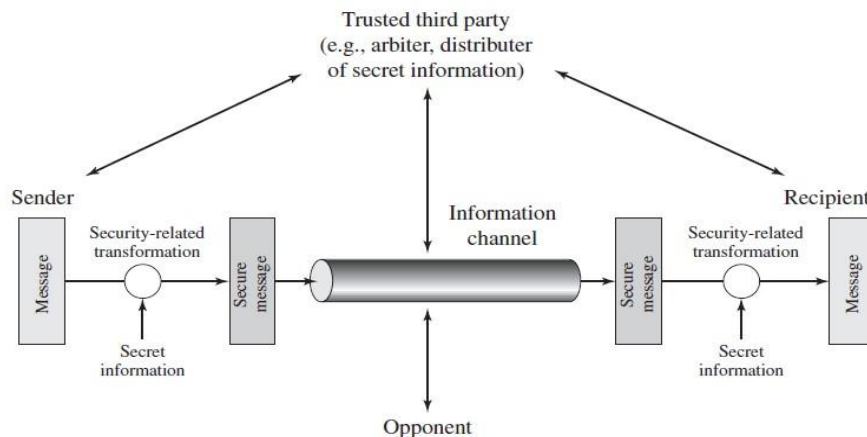 Trusted third party
(e.g., arbiter, distributer
of secret information)
Sender
Recipient
Information
channel
Security-related
transformation
Security-related
transformation
Message
Secure
message
Secure
message
Message
Secret
information
Secret
information
Opponent